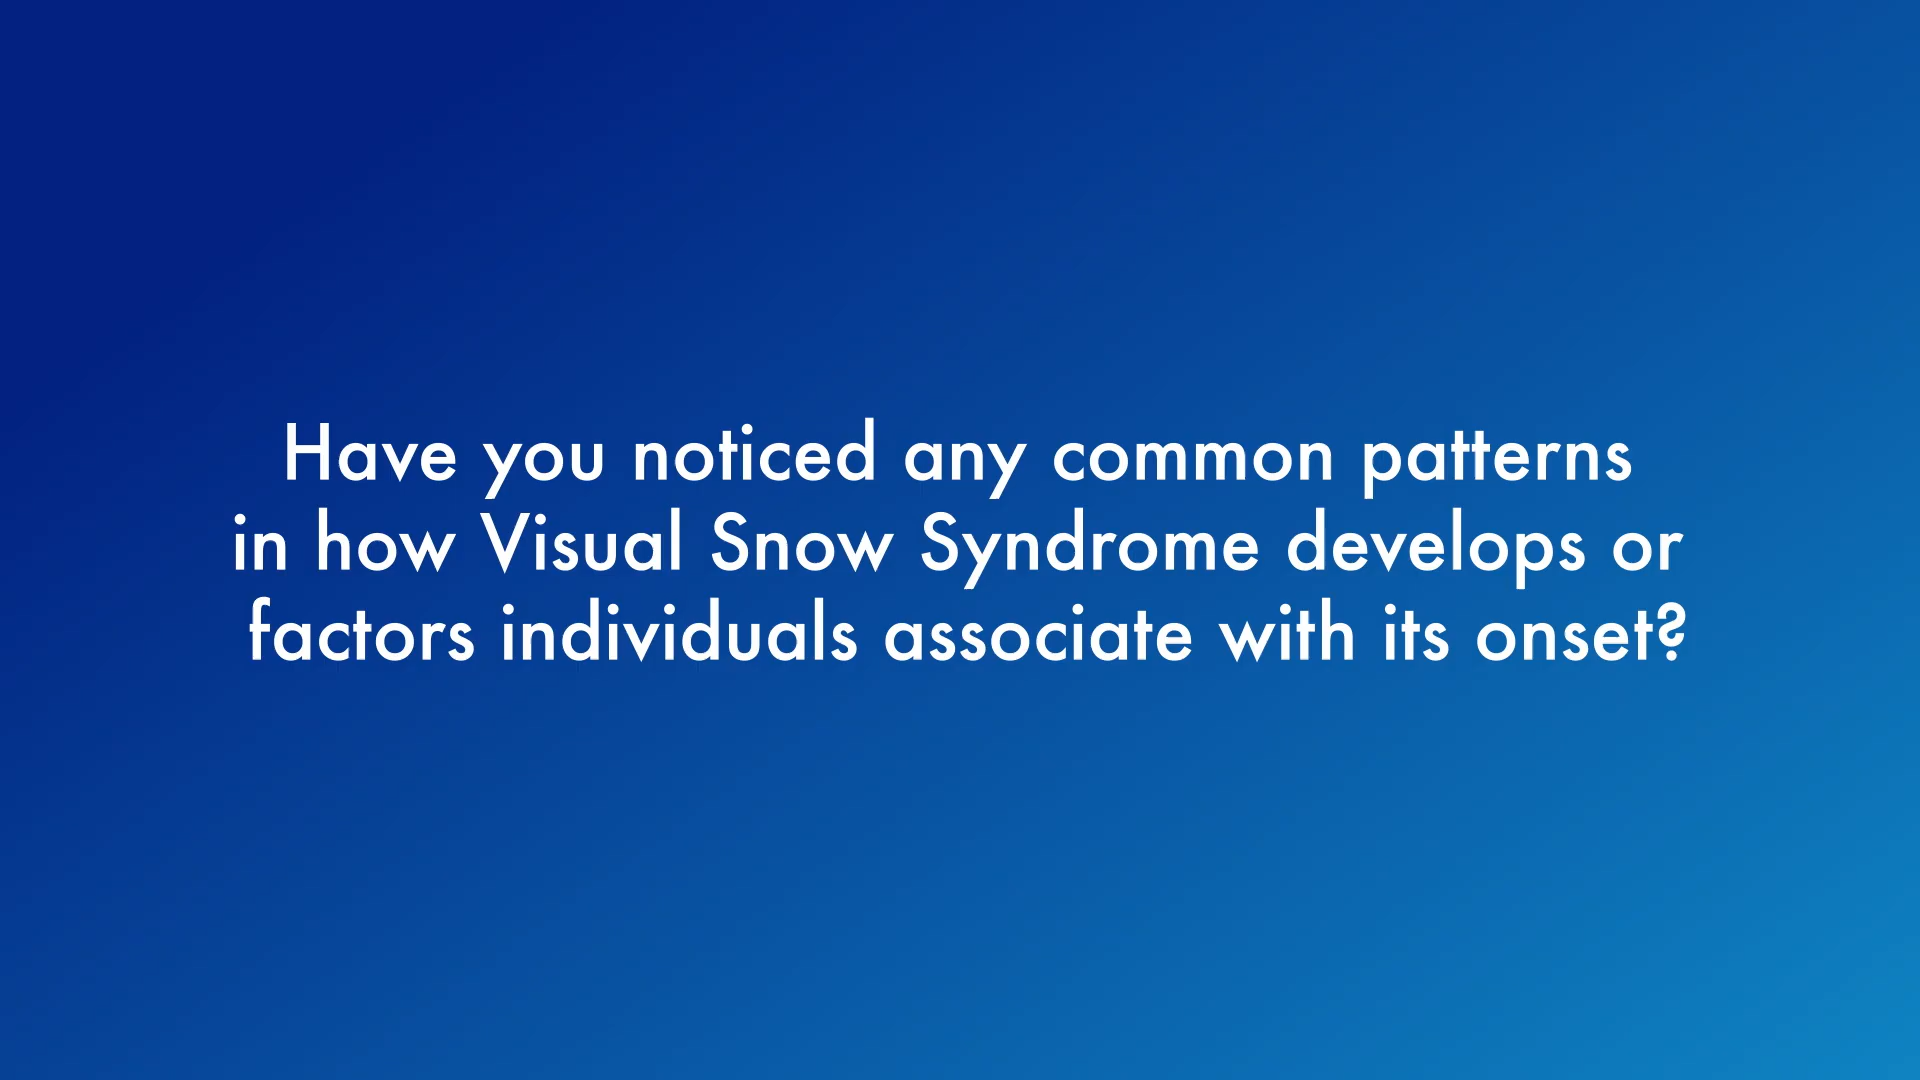 Have you noticed any common patterns
in how Visual Snow Syndrome develops or
factors individuals associate with its onset?